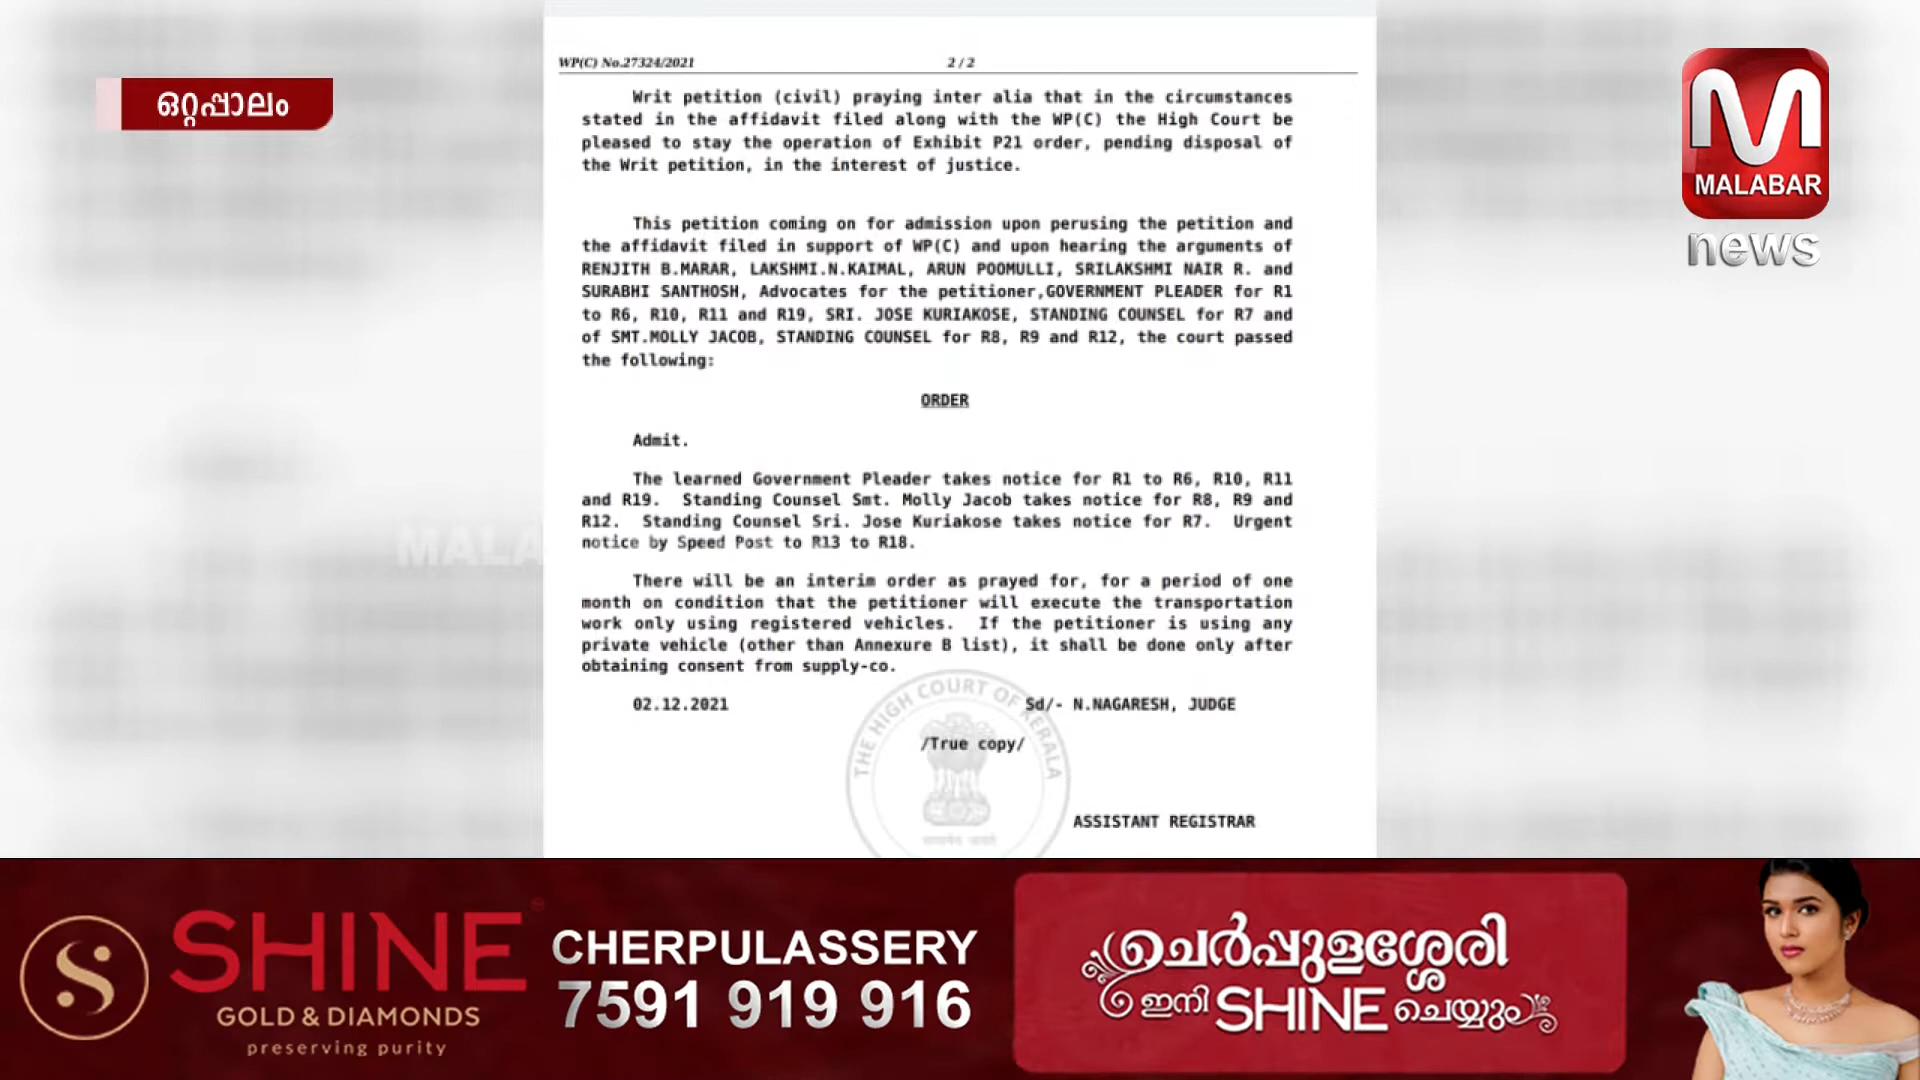 ഒറ്റപ്പാലം
MALABAR
news
WP(C) No.27324/2021 2 / 2
Writ petition (civil) praying inter alia that in the circumstances
stated in the affidavit filed along with the WP(C) the High Court be
pleased to stay the operation of Exhibit P21 order, pending disposal of
the Writ petition, in the interest of justice.
This petition coming on for admission upon perusing the petition and
the affidavit filed in support of WP(C) and upon hearing the arguments of
RENJITH B.MARAR, LAKSHMI.N.KAIMAL, ARUN POOMULLI, SRILAKSHMI NAIR R. and
SURABHI SANTHOSH, Advocates for the petitioner,GOVERNMENT PLEADER for R1
to R6, R10, R11 and R19, SRI. JOSE KURIAKOSE, STANDING COUNSEL for R7 and
of SMT.MOLLY JACOB, STANDING COUNSEL for R8, R9 and R12, the court passed
the following:
ORDER
Admit.
The learned Government Pleader takes notice for R1 to R6, R10, R11
and R19. Standing Counsel Smt. Molly Jacob takes notice for R8, R9 and
R12. Standing Counsel Sri. Jose Kuriakose takes notice for R7. Urgent
notice by Speed Post to R13 to R18.
There will be an interim order as prayed for, for a period of one
month on condition that the petitioner will execute the transportation
work only using registered vehicles. If the petitioner is using any
private vehicle (other than Annexure B list), it shall be done only after
obtaining consent from supply-co.
02.12.2021 Sd/- N.NAGARESH, JUDGE
/True copy/
THE HIGH COURT OF KERALA
ASSISTANT REGISTRAR
MALA
SHINE
GOLD & DIAMONDS
preserving purity
CHERPULASSERY
7591 919 916
ചെർപ്പുളശ്ശേരി
ഇനി SHINE ചെയ്യും